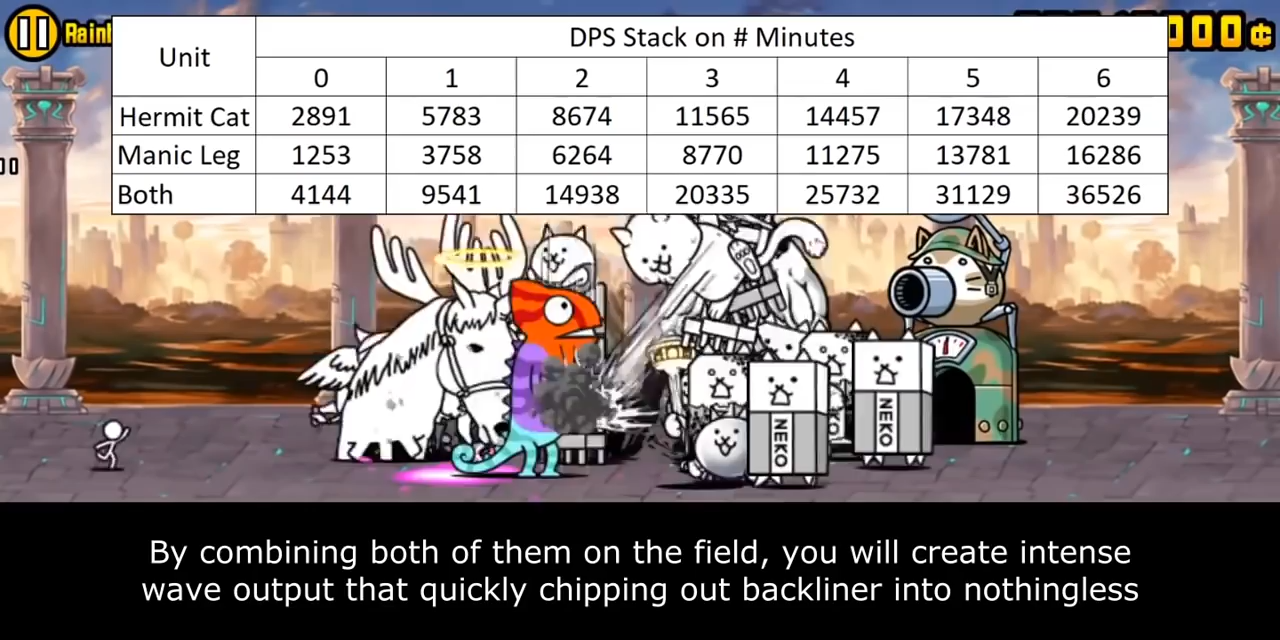 Rain
000¢
00
Unit
DPS Stack on # Minutes
0 1 2 3 4 5 6
Hermit Cat 2891 5783 8674 11565 14457 17348 20239
Manic Leg 1253 3758 6264 8770 11275 13781 16286
Both 4144 9541 14938 20335 25732 31129 36526
NEKO
NEKO
By combining both of them on the field, you will create intense
wave output that quickly chipping out backliner into nothingless